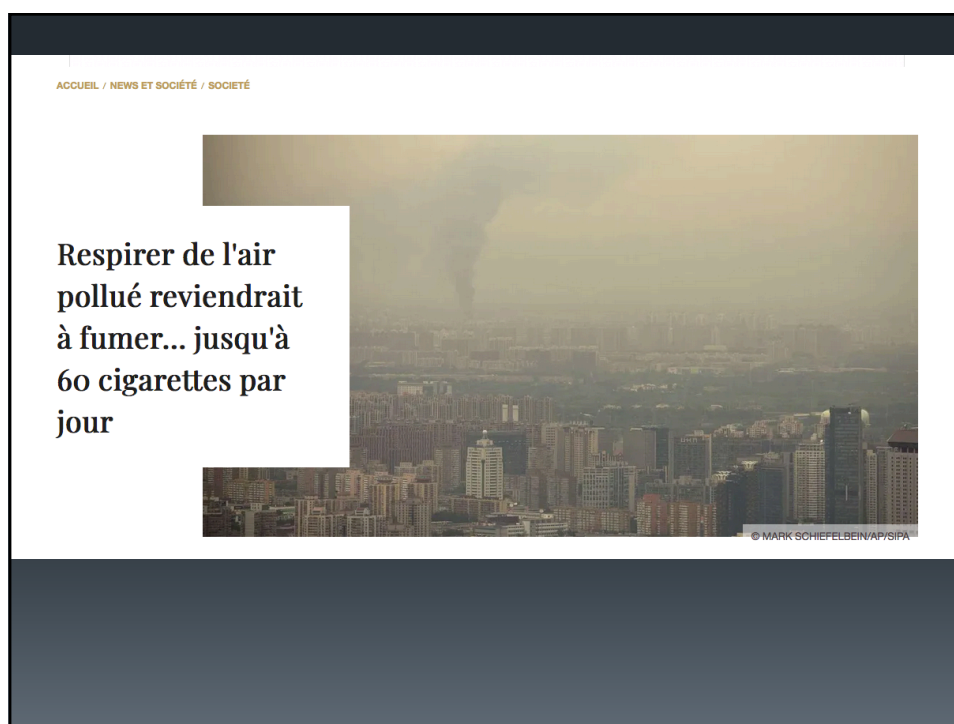 ACCUEIL / NEWS ET SOCIÉTÉ / SOCIETÉ
Respirer de l'air
pollué reviendrait
à fumer... jusqu'à
60 cigarettes par
jour
© MARK SCHIEFELBEIN/AP/SIPA